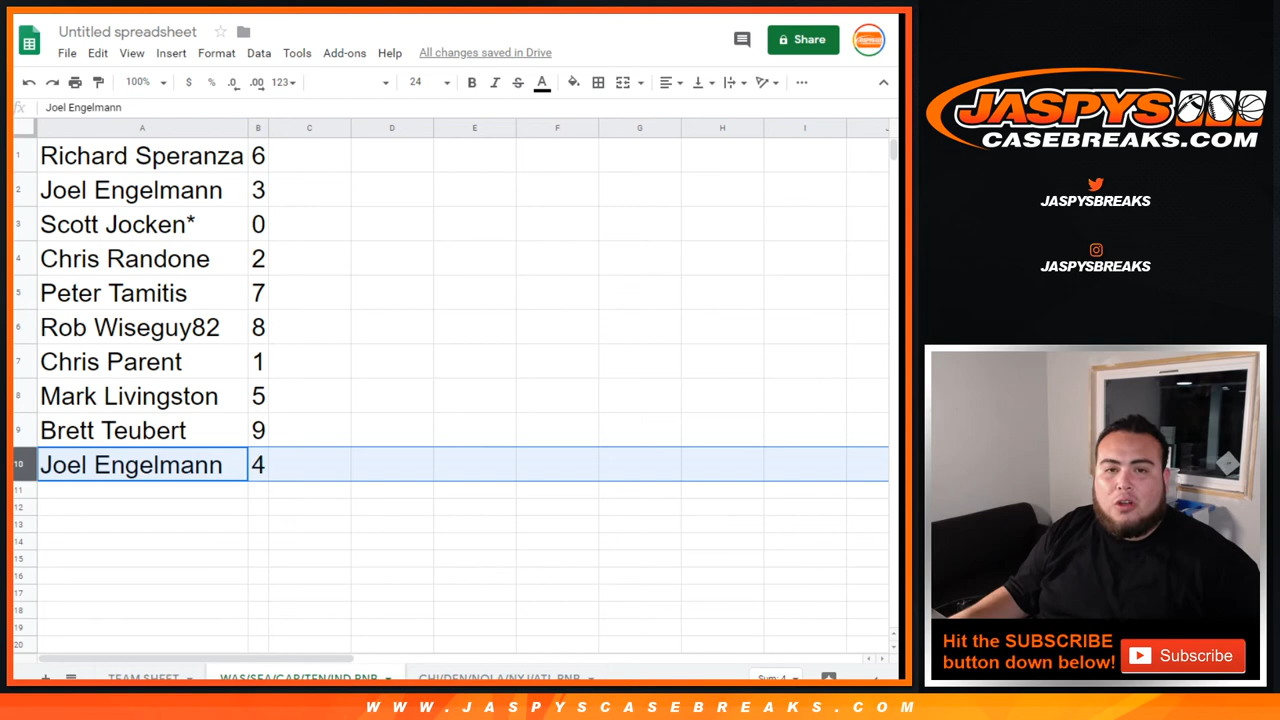 Untitled spreadsheet
File Edit View Insert Format Data Tools Add-ons Help All changes saved in Drive
Share
100% $ % .0 .00 123 24 B I S A
fx Joel Engelmann
A B C D E F G H I
1 Richard Speranza 6
2 Joel Engelmann 3
3 Scott Jocken* 0
4 Chris Randone 2
5 Peter Tamitis 7
6 Rob Wiseguy82 8
7 Chris Parent 1
8 Mark Livingston 5
9 Brett Teubert 9
10 Joel Engelmann 4
11
12
13
14
15
16
17
18
19
20
TEAM SHEET WAS/SEA/CAR/TEN/IND RNB CHI/DEN/NOLA/NYJ/ATL RNB Sum: 4
JASPYS
CASEBREAKS.COM
JASPYSBREAKS
JASPYSBREAKS
Hit the SUBSCRIBE
button down below!
Subscribe
WWW.JASPYSCASEBREAKS.COM